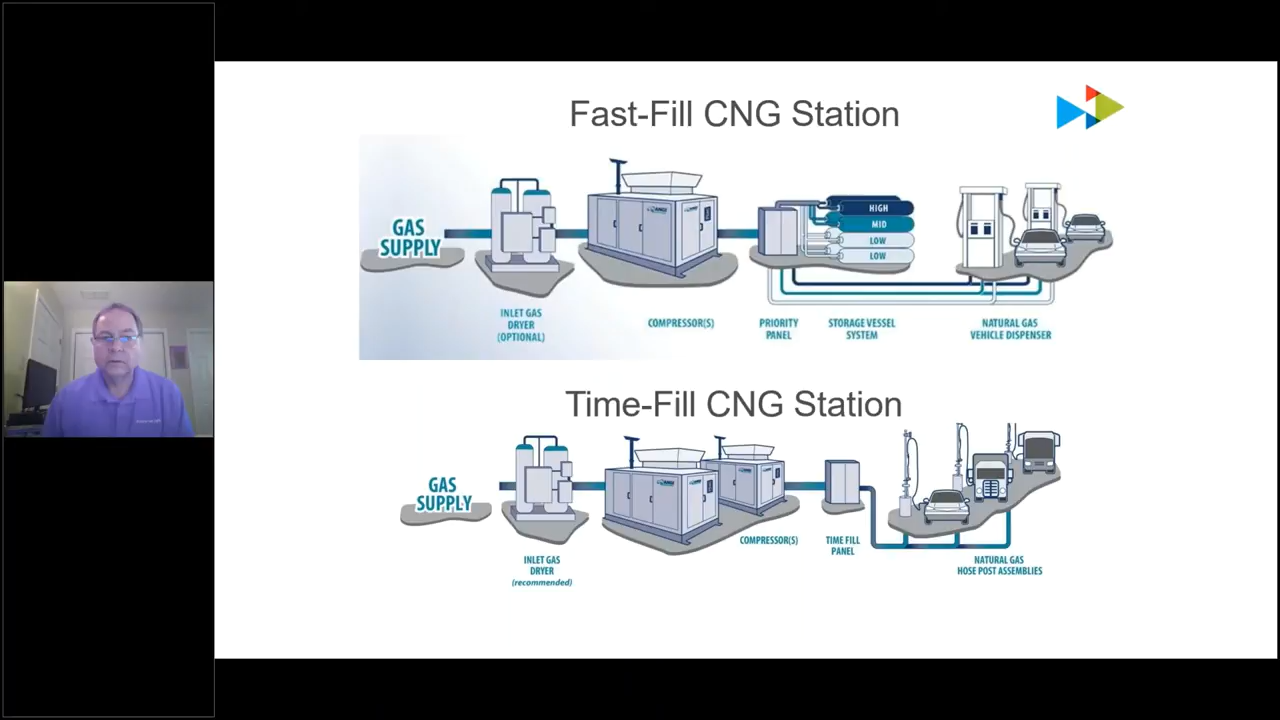 Fast-Fill CNG Station
GAS
SUPPLY
HIGH
MID
LOW
LOW
INLET GAS
DRYER
(OPTIONAL)
COMPRESSOR(S)
PRIORITY
PANEL
STORAGE VESSEL
SYSTEM
NATURAL GAS
VEHICLE DISPENSER
Time-Fill CNG Station
GAS
SUPPLY
INLET GAS
DRYER
(recommended)
COMPRESSOR(S)
TIME FILL
PANEL
NATURAL GAS
HOSE POST ASSEMBLIES